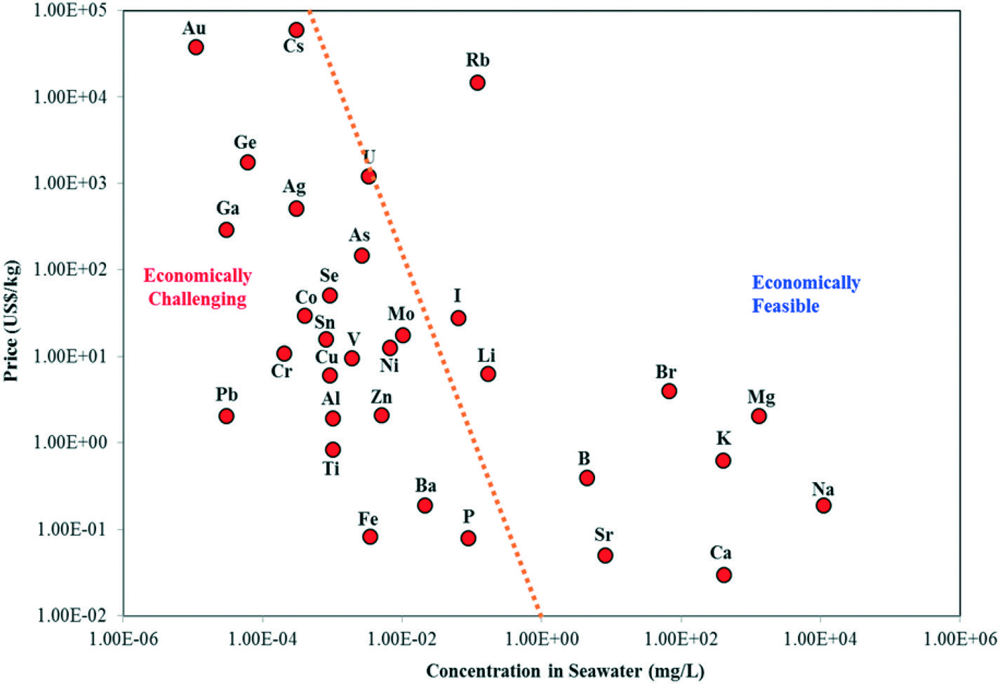 1.00E+05
Au
Cs
Rb
1.00E+04
Ge
U
1.00E+03
Ag
Ga
As
1.00E+02
Economically
Challenging
Se
Co
Economically
Feasible
I
Mo
Sn
V
Li
1.00E+01
Cu
Cr
Ni
Br
Pb
Al
Zn
Mg
1.00E+00
K
Ti
B
Ba
Na
Fe
P
1.00E-01
Sr
Ca
1.00E-02
Price (US$/kg)
1.00E-06 1.00E-04 1.00E-02 1.00E+00 1.00E+02 1.00E+04 1.00E+06
Concentration in Seawater (mg/L)